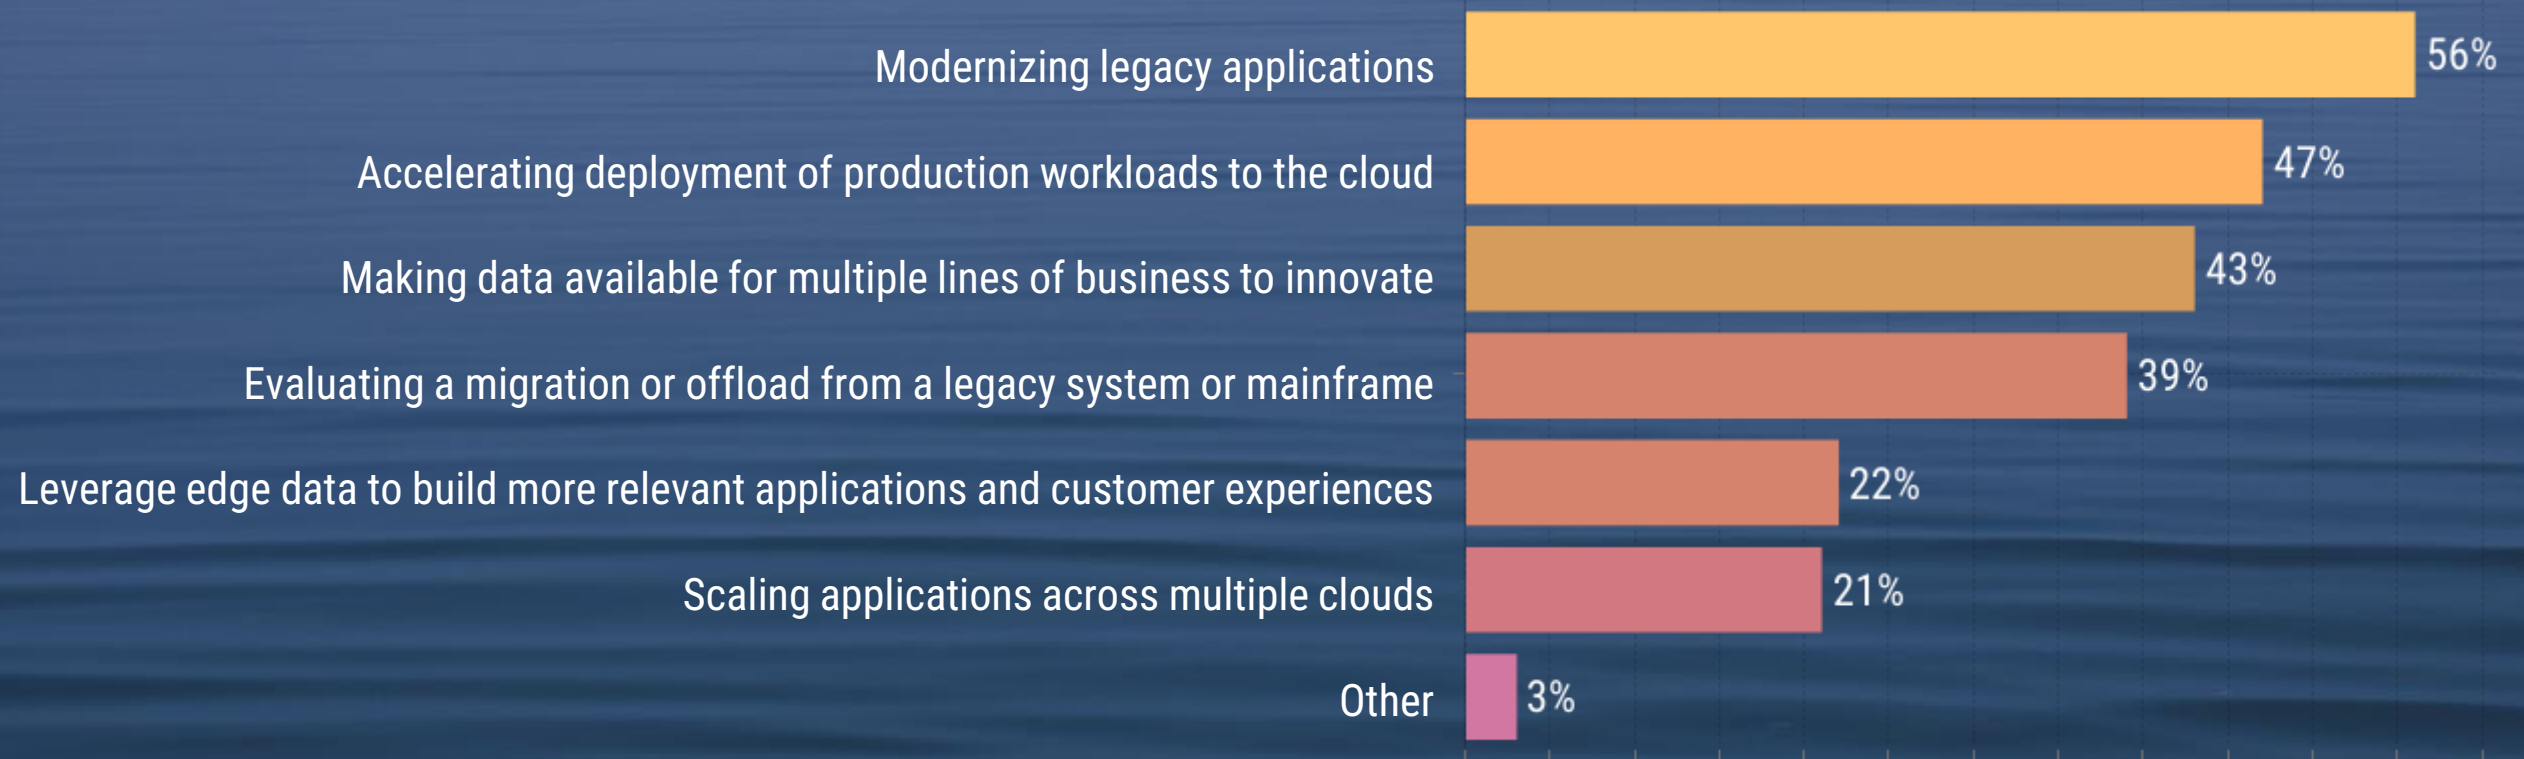 Modernizing legacy applications 56%
Accelerating deployment of production workloads to the cloud 47%
Making data available for multiple lines of business to innovate 43%
Evaluating a migration or offload from a legacy system or mainframe 39%
Leverage edge data to build more relevant applications and customer experiences 22%
Scaling applications across multiple clouds 21%
Other 3%